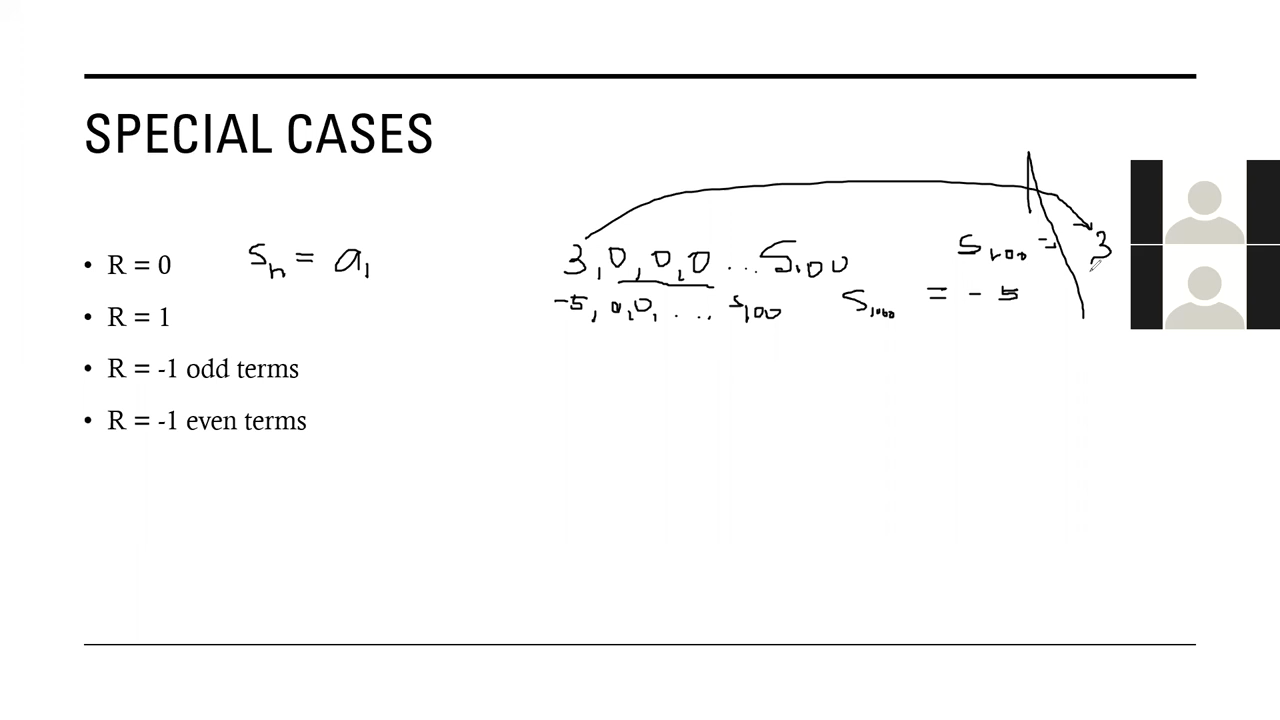 SPECIAL CASES
• R = 0 Sn = a1
3, 0, 0, 0 ... S100 S100 = 3
-5, 0, 0, ... S100 S1000 = -5
• R = 1
• R = -1 odd terms
• R = -1 even terms